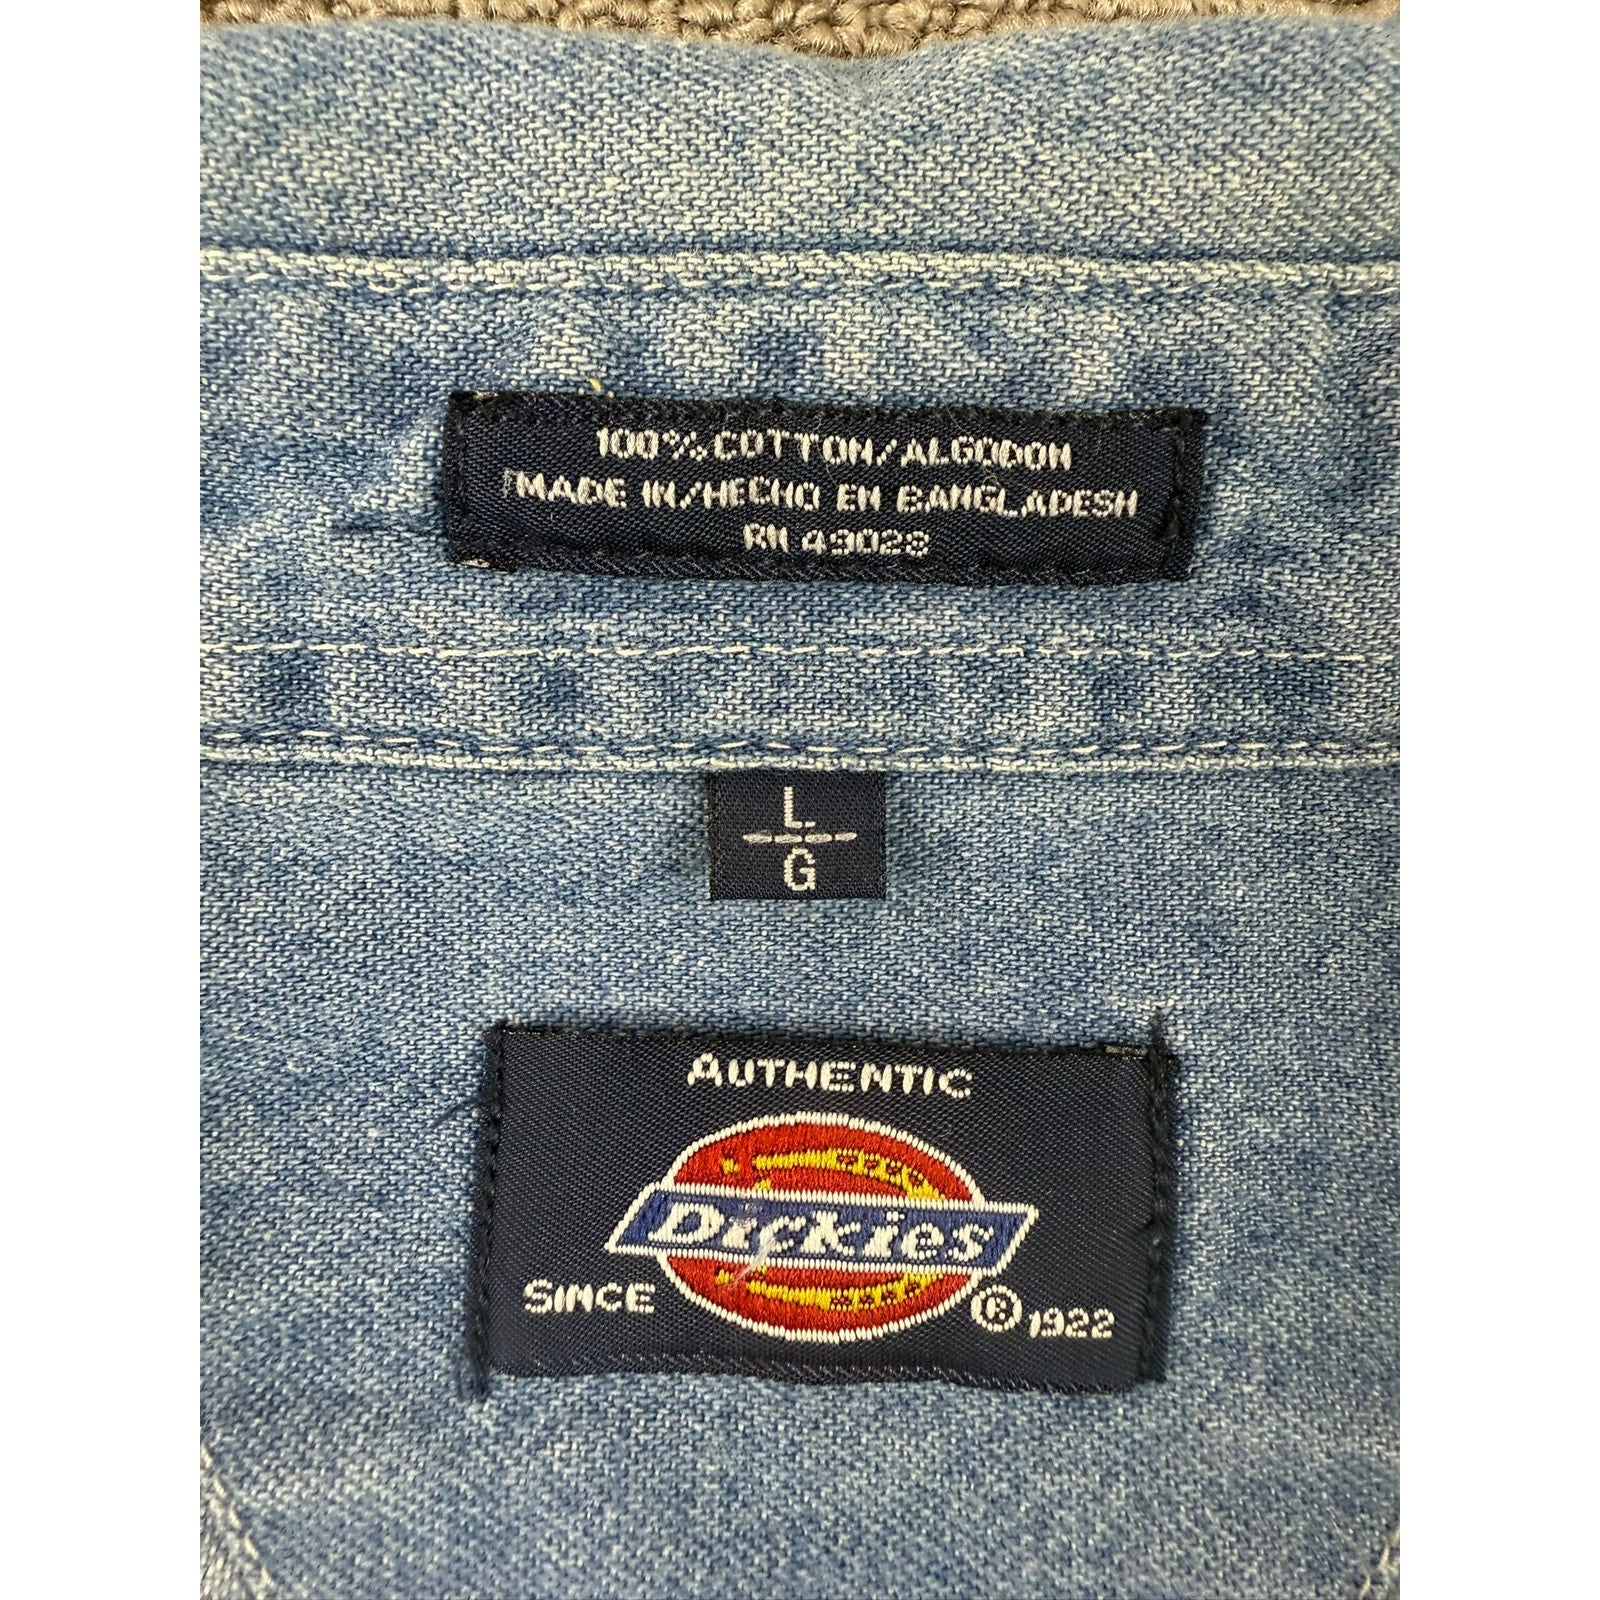 100% COTTON/ALGODON
MADE IN/HECHO EN BANGLADESH
RN 49028
L
G
AUTHENTIC
Dickies
SINCE ® 1922